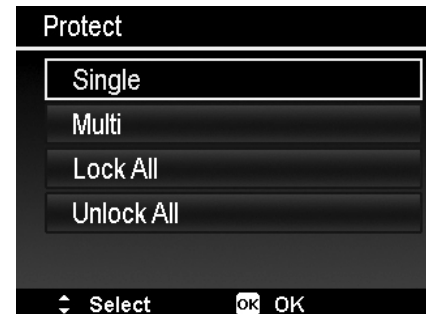 Protect
Single
Multi
Lock All
Unlock All
Select OK OK